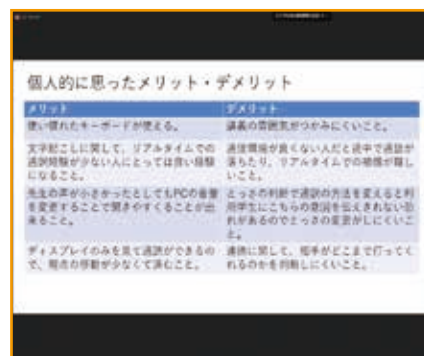 個人的に思ったメリット・デメリット
メリット
デメリット
使い慣れたキーボードが使える。
講義の雰囲気がつかみにくいこと。
文字起こしに関して、リアルタイムでの
通訳経験が少ない人にとっては良い経験
になること。
通信環境が良くない人だと途中で通話が
落ちたり、リアルタイムでの
いこと。
先生の声が小さかったとしてもPCの音量
を変更することで聞きやすくることが出
来ること。
とっさの判断で通訳の方法を変えると利
用学生にこちらの意図を伝えきれない恐
れがあるのでとっさの変更がしにくいこ
と。
ディスプレイのみを見て通訳ができるの
で、視点の移動が少なくて済むこと。
連携に関して、相手がどこまで打ってく
れるのかを判断しにくいこと。